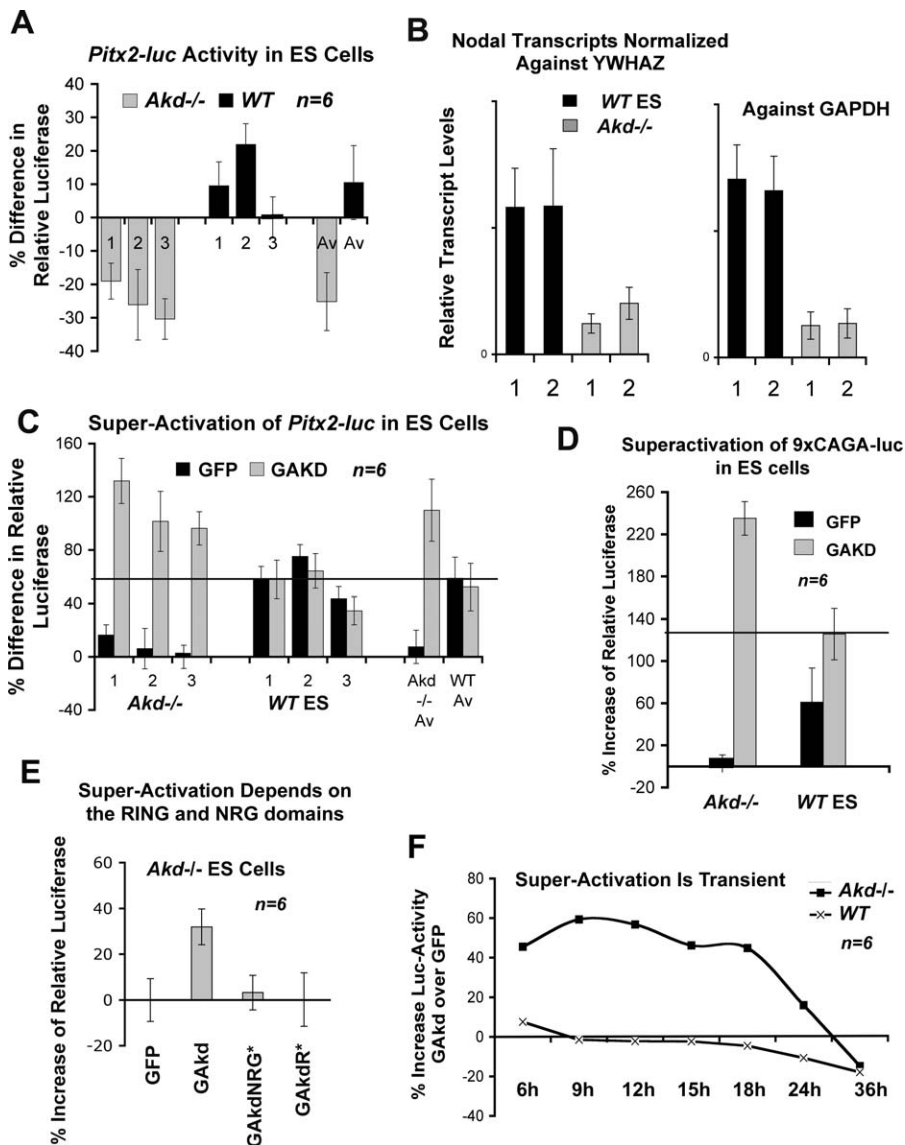 A
Pitx2-luc Activity in ES Cells
Akd-/- WT n=6
% Difference in
Relative Luciferase
40
30
20
10
0
-10
-20
-30
-40
1 2 3
1 2 3
Av Av
B
Nodal Transcripts Normalized
Against YWHAZ
WT ES
Akd-/-
Against GAPDH
Relative Transcript Levels
0
1 2 1 2
0
1 2 1 2
C
Super-Activation of Pitx2-luc in ES Cells
GFP GAKD n=6
% Difference in Relative
Luciferase
160
120
80
40
0
-40
1 2 3
Akd-/-
1 2 3
WT ES
Akd
-/-
Av
WT
Av
D
Superactivation of 9xCAGA-luc
in ES cells
GFP
GAKD
n=6
% Increase of Relative Luciferase
260
220
180
140
100
60
20
-20
Akd-/- WT ES
E
Super-Activation Depends on
the RING and NRG domains
Akd-/- ES Cells
n=6
% Increase of Relative Luciferase
60
40
20
0
-20
GFP
GAkd
GAkdNRG*
GAkdR*
F
Super-Activation Is Transient
Akd-/-
WT
n=6
% Increase Luc-Activity
GAkd over GFP
80
60
40
20
0
-20
-40
6h 9h 12h 15h 18h 24h 36h